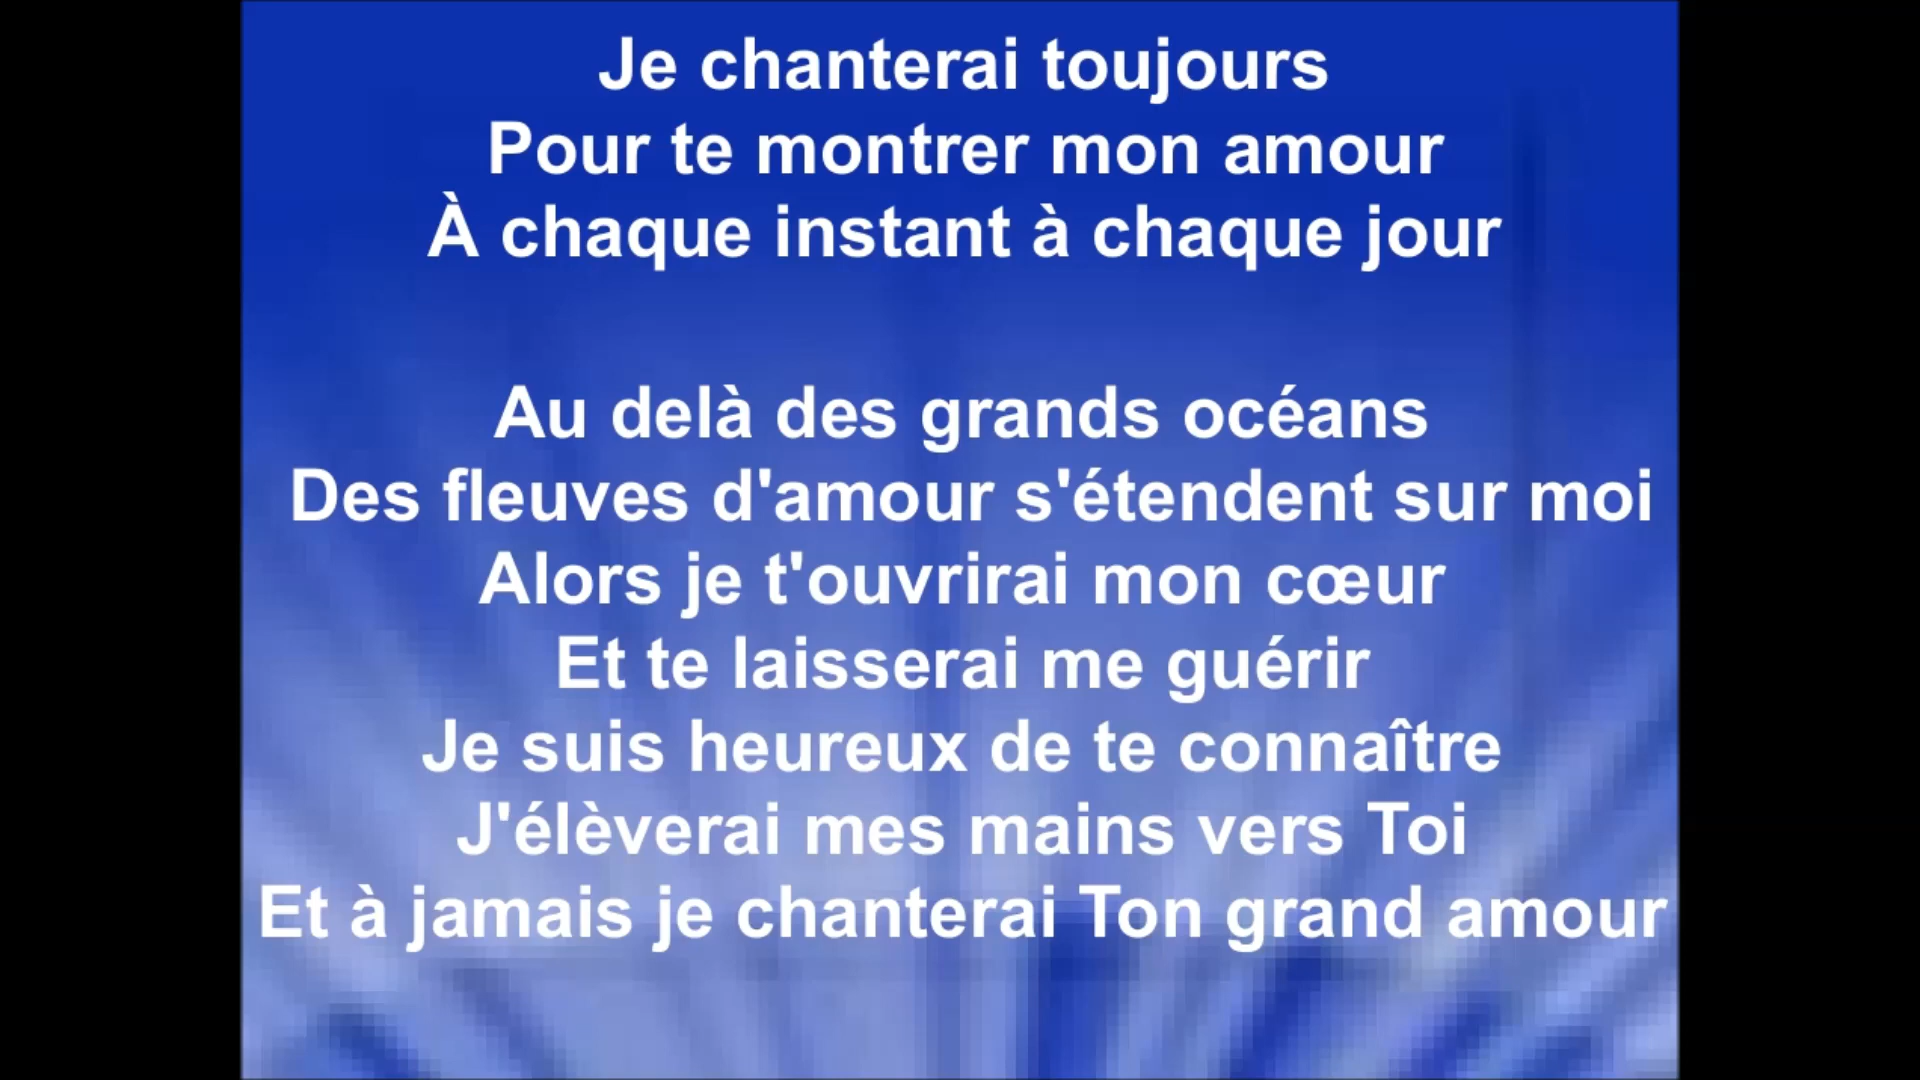 Je chanterai toujours
Pour te montrer mon amour
À chaque instant à chaque jour
Au delà des grands océans
Des fleuves d'amour s'étendent sur moi
Alors je t'ouvrirai mon cœur
Et te laisserai me guérir
Je suis heureux de te connaître
J'élèverai mes mains vers Toi
Et à jamais je chanterai Ton grand amour